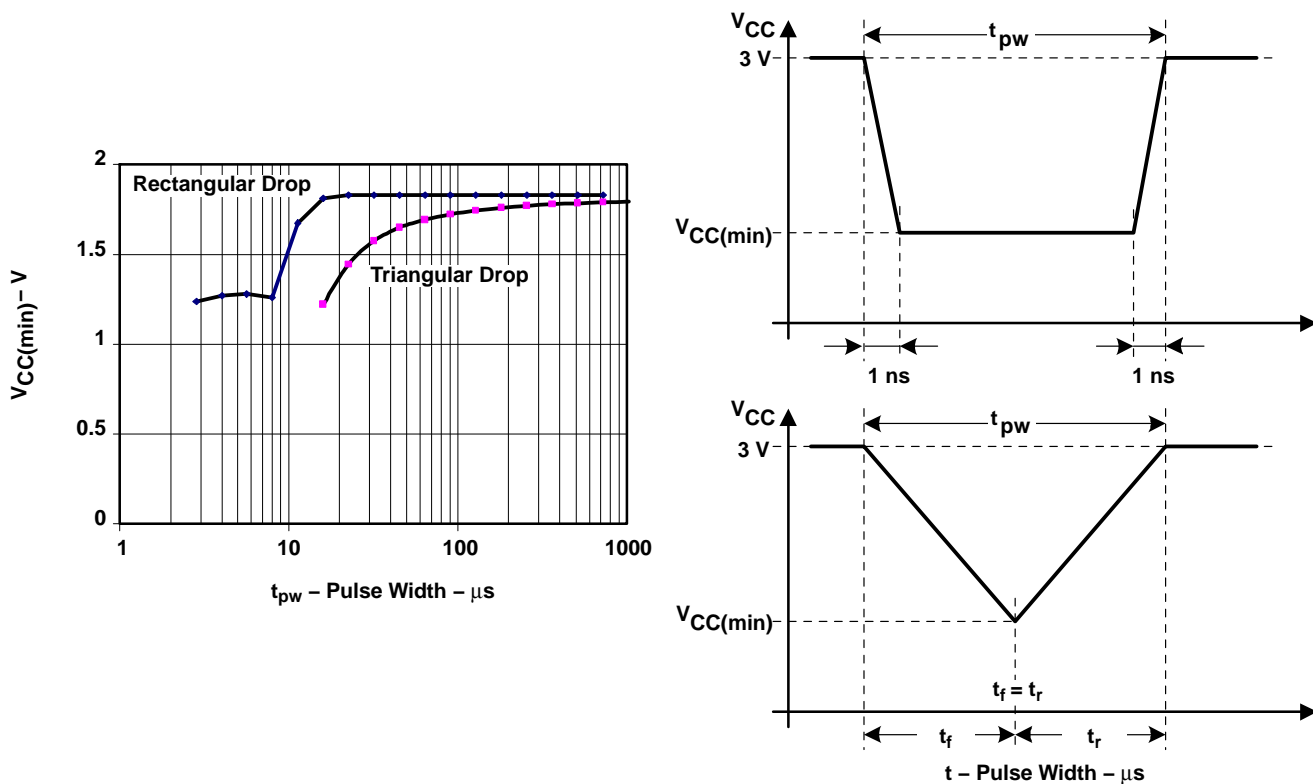 2
1.5
1
0.5
0
VCC(min) – V
Rectangular Drop
Triangular Drop
1
10
100
1000
tpw – Pulse Width – μs
VCC
3 V
tpw
VCC(min)
1 ns
1 ns
VCC
3 V
tpw
VCC(min)
tf = tr
tf
tr
t – Pulse Width – μs